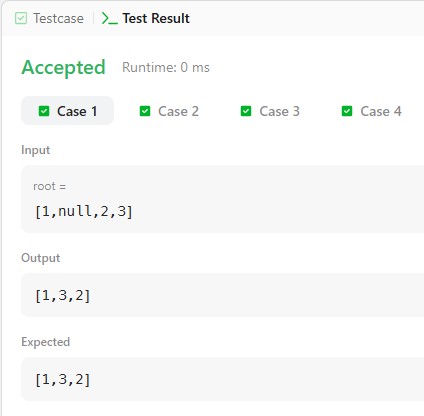 Testcase Test Result
Accepted Runtime: 0 ms
Case 1 Case 2 Case 3 Case 4
Input
root =
[1,null,2,3]
Output
[1,3,2]
Expected
[1,3,2]